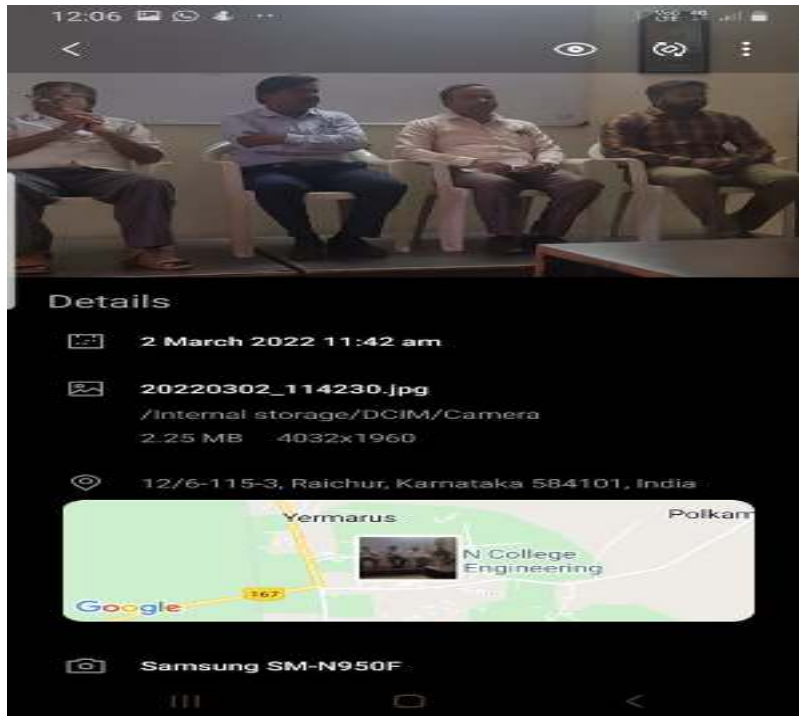 12:06
Details
2 March 2022 11:42 am
20220302_114230.jpg
/Internal storage/DCIM/Camera
2.25 MB 4032x1960
12/6-115-3, Raichur, Karnataka 584101, India
Yermarus
Polkam
N College
Engineering
167
Google
Samsung SM-N950F